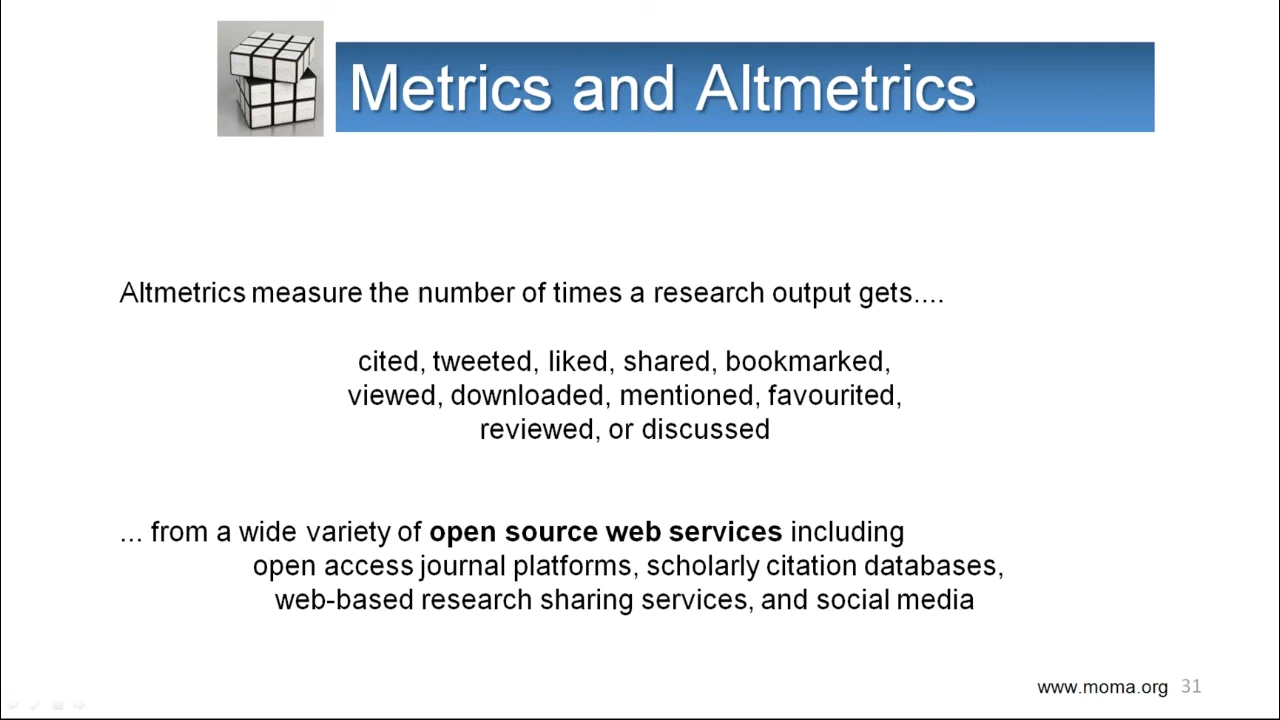 Metrics and Altmetrics
Altmetrics measure the number of times a research output gets....
cited, tweeted, liked, shared, bookmarked,
viewed, downloaded, mentioned, favourited,
reviewed, or discussed
... from a wide variety of open source web services including
open access journal platforms, scholarly citation databases,
web-based research sharing services, and social media
www.moma.org 31